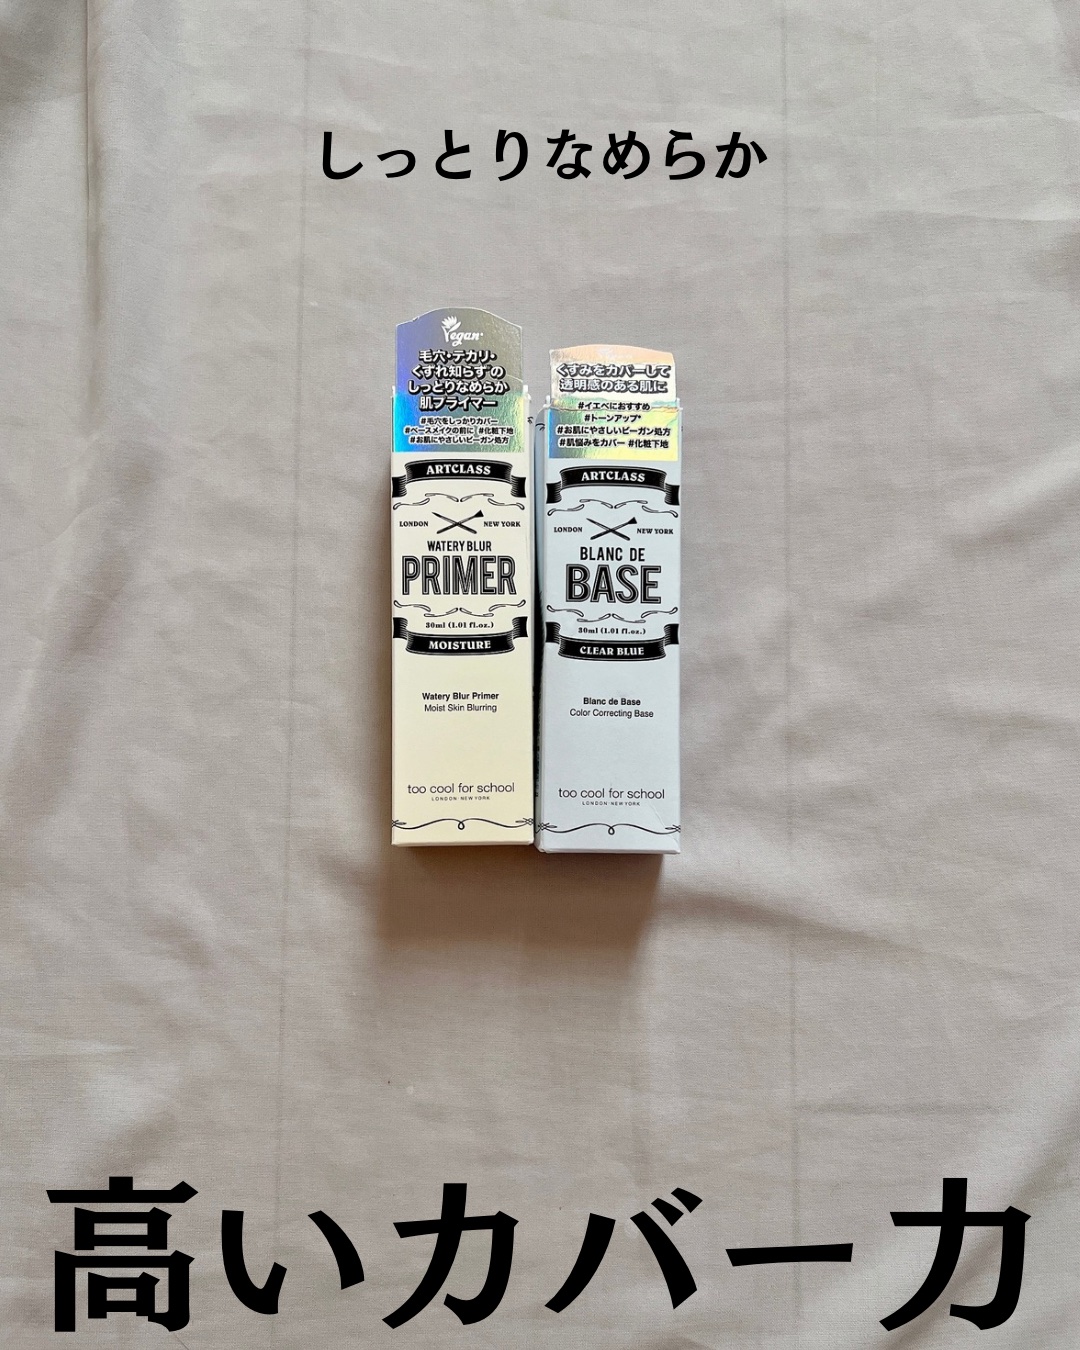 しっとりなめらか
Vegan
毛穴・テカリ・
くずれ知らずの
しっとりなめらか
肌プライマー
#毛穴をしっかりカバー
#ベースメイクの前に #化粧下地
#お肌にやさしいビーガン処方
ARTCLASS
LONDON NEW YORK
WATERY BLUR
PRIMER
30ml (1.01 fl.oz.)
MOISTURE
Watery Blur Primer
Moist Skin Blurring
too cool for school
LONDON NEW YORK
くすみをカバーして
透明感のある肌に
#イエベにおすすめ
#トーンアップ*
#お肌にやさしいビーガン処方
#肌悩みをカバー #化粧下地
ARTCLASS
LONDON NEW YORK
BLANC DE
BASE
30ml (1.01 fl.oz.)
CLEAR BLUE
Blanc de Base
Color Correcting Base
too cool for school
LONDON NEW YORK
高いカバー力